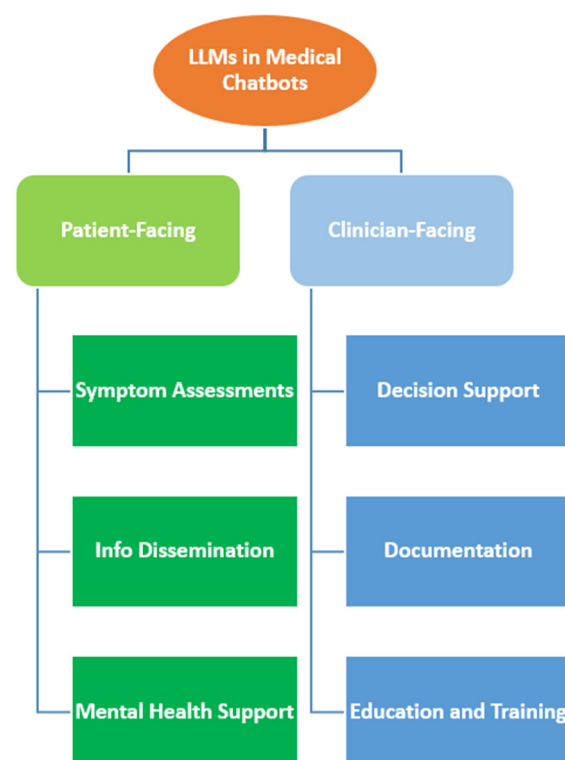 LLMs in Medical
Chatbots
Patient-Facing
Clinician-Facing
Symptom Assessments
Decision Support
Info Dissemination
Documentation
Mental Health Support
Education and Training